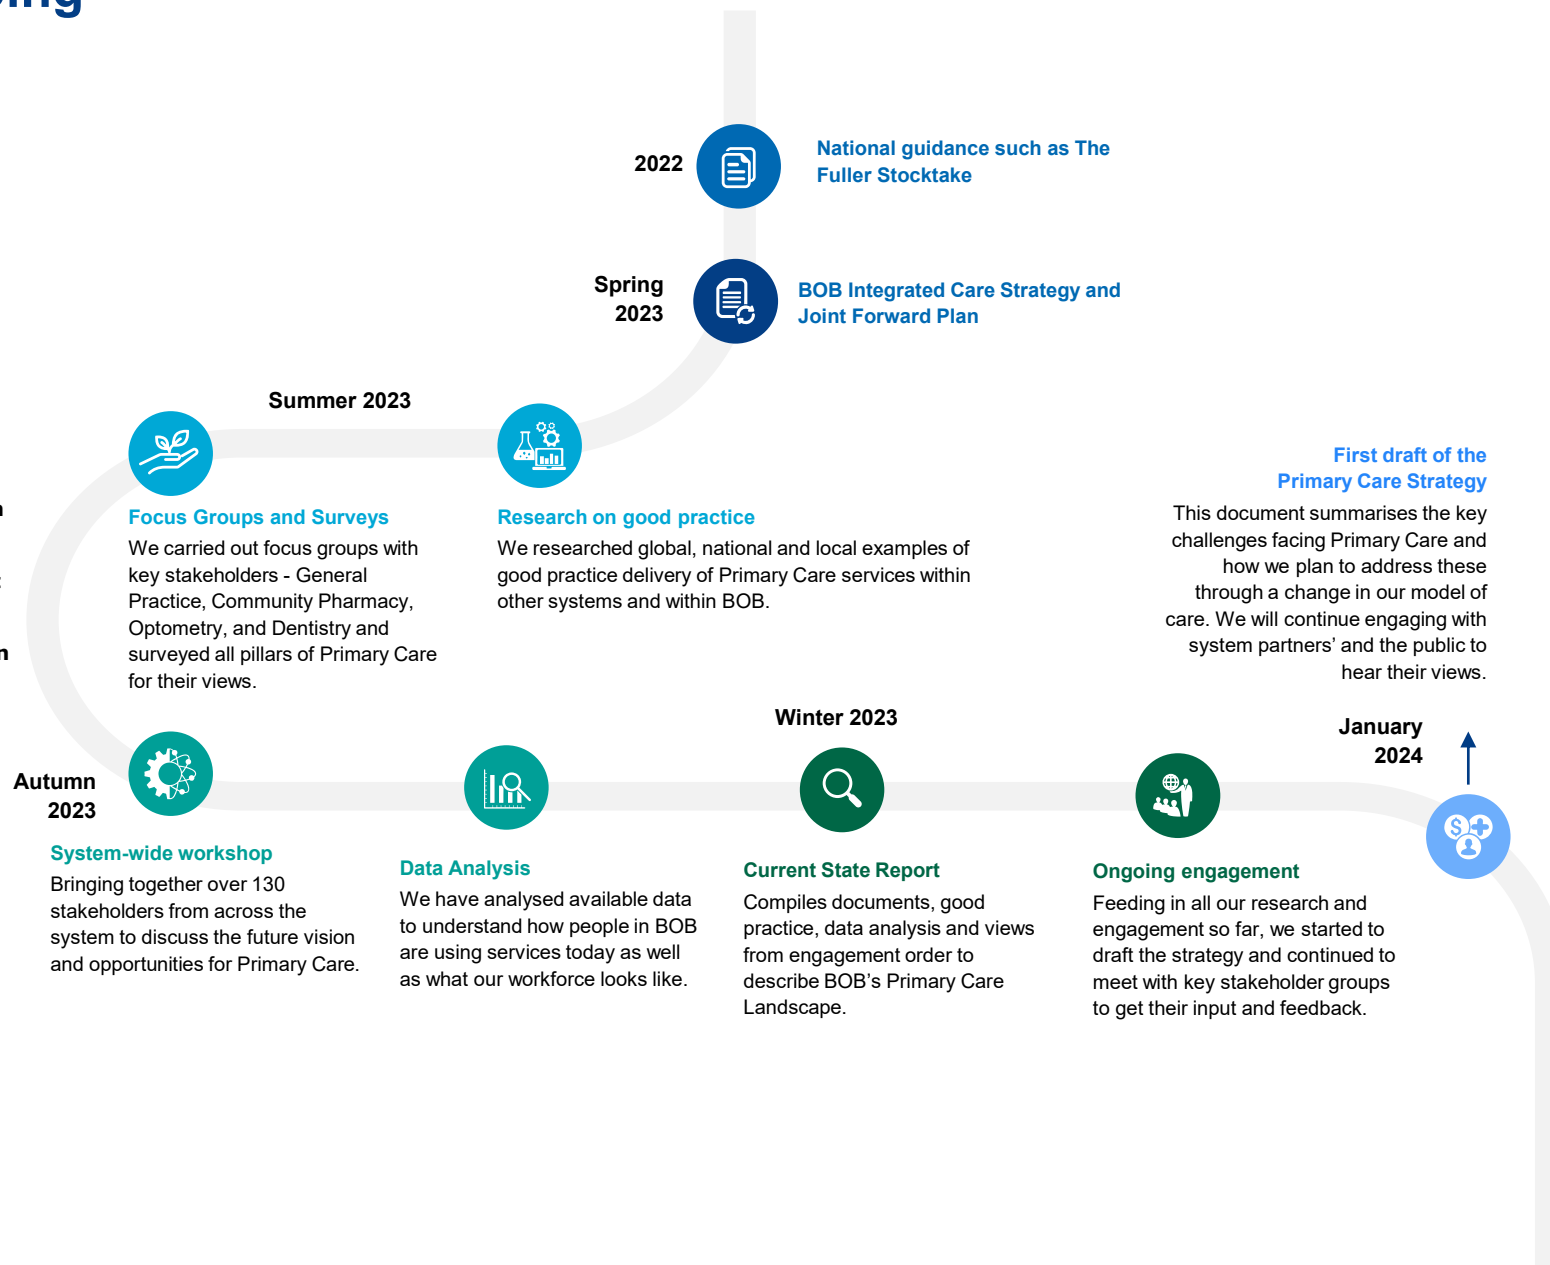 2022
National guidance such as The
Fuller Stocktake
Spring
2023
BOB Integrated Care Strategy and
Joint Forward Plan
Summer 2023
Focus Groups and Surveys
We carried out focus groups with
key stakeholders - General
Practice, Community Pharmacy,
Optometry, and Dentistry and
surveyed all pillars of Primary Care
for their views.
Research on good practice
We researched global, national and local examples of
good practice delivery of Primary Care services within
other systems and within BOB.
First draft of the
Primary Care Strategy
This document summarises the key
challenges facing Primary Care and
how we plan to address these
through a change in our model of
care. We will continue engaging with
system partners’ and the public to
hear their views.
Autumn
2023
System-wide workshop
Bringing together over 130
stakeholders from across the
system to discuss the future vision
and opportunities for Primary Care.
Data Analysis
We have analysed available data
to understand how people in BOB
are using services today as well
as what our workforce looks like.
Winter 2023
Current State Report
Compiles documents, good
practice, data analysis and views
from engagement order to
describe BOB’s Primary Care
Landscape.
Ongoing engagement
Feeding in all our research and
engagement so far, we started to
draft the strategy and continued to
meet with key stakeholder groups
to get their input and feedback.
January
2024